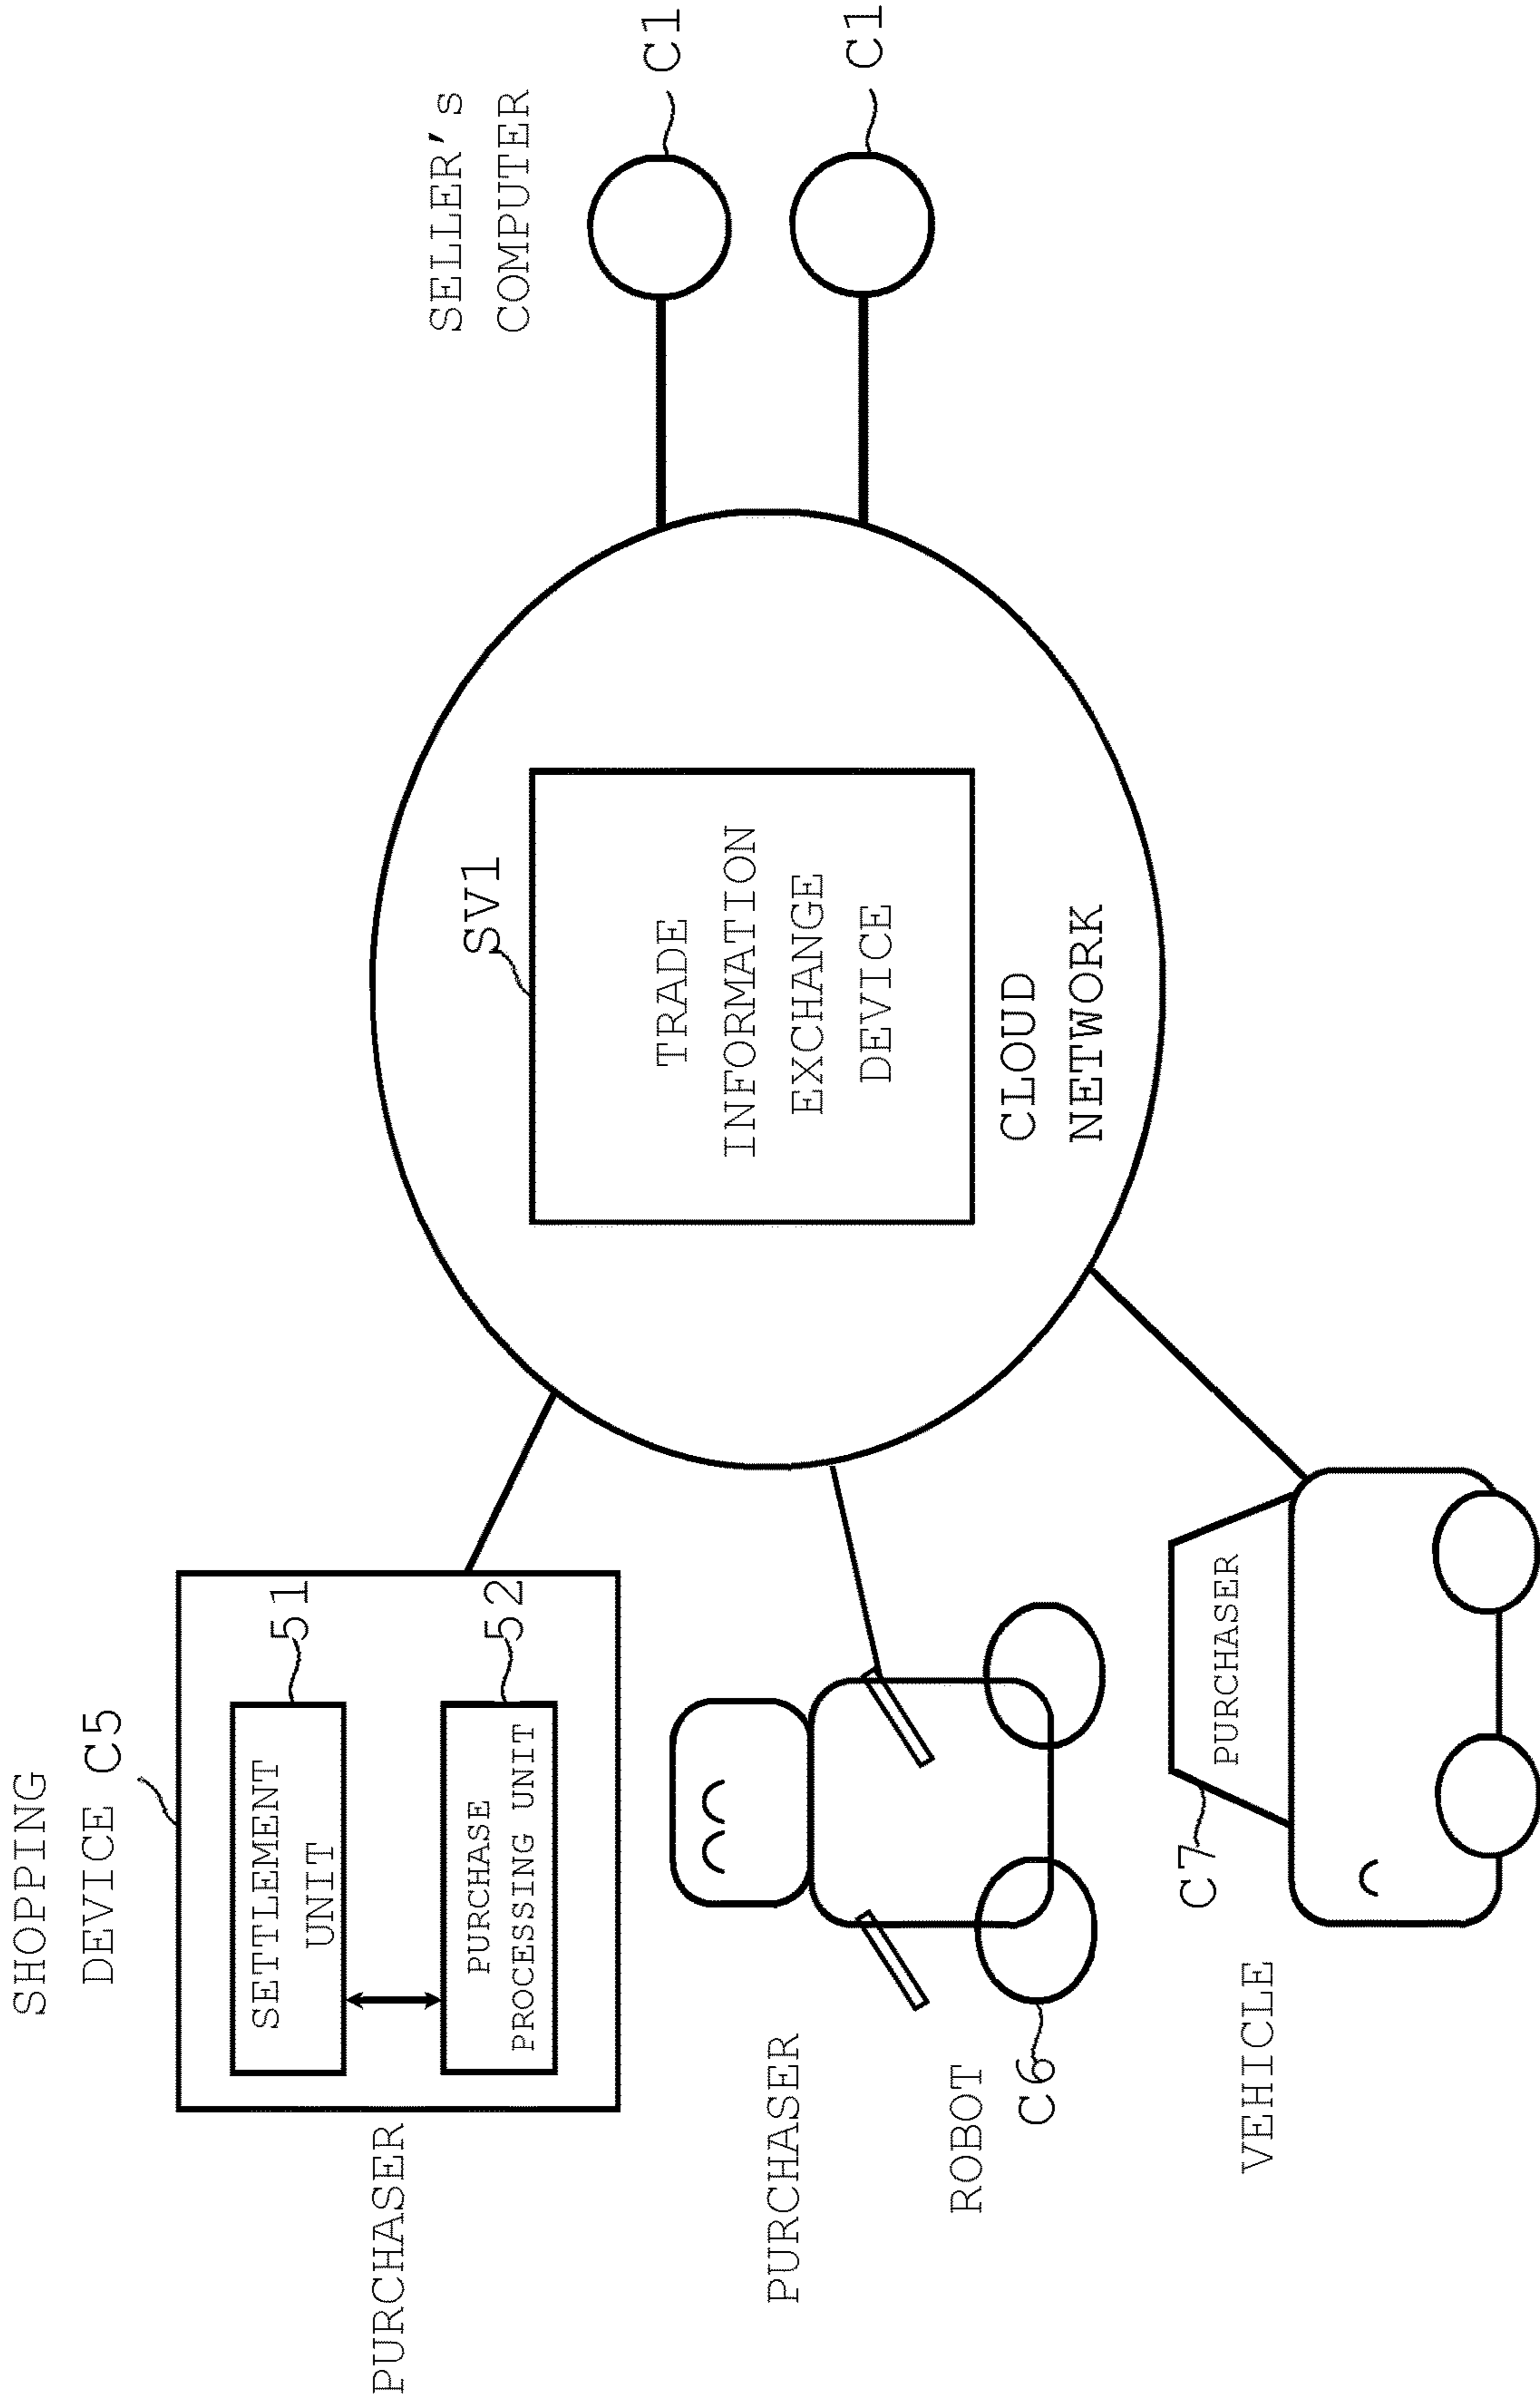 SHOPPING
DEVICE C5
SETTLEMENT
UNIT
51
PURCHASE
PROCESSING UNIT
52
PURCHASER
PURCHASER
ROBOT
C6
C7
PURCHASER
VEHICLE
SV1
TRADE
INFORMATION
EXCHANGE
DEVICE
CLOUD
NETWORK
SELLER's
COMPUTER
C1
C1